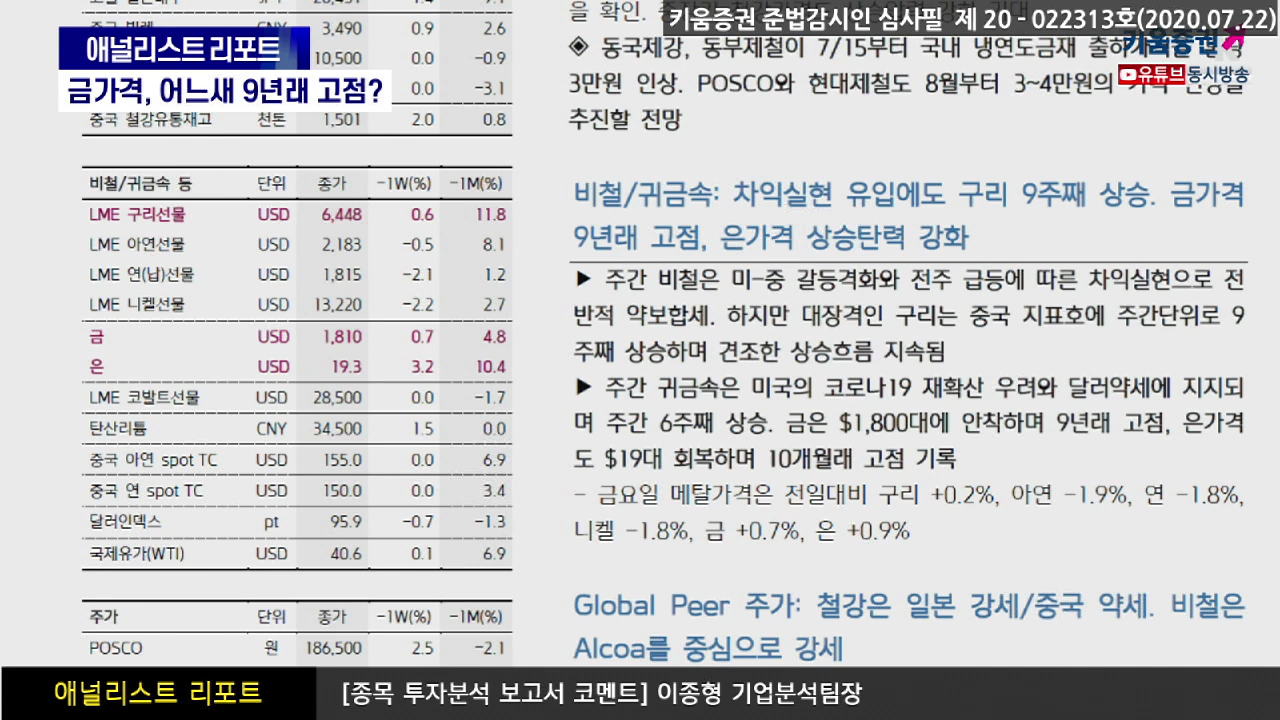 키움증권 준법감시인 심사필 제 20 - 022313호(2020.07.22)
키움증권
유튜브 동시방송
애널리스트 리포트
금가격, 어느새 9년래 고점?
3,490 0.9 2.6
10,500 0.0 -0.9
0.0 -3.1
중국 철강유통재고 천톤 1,501 2.0 0.8
비철/귀금속 등 단위 종가 -1W(%) -1M(%)
LME 구리선물 USD 6,448 0.6 11.8
LME 아연선물 USD 2,183 -0.5 8.1
LME 연(납)선물 USD 1,815 -2.1 1.2
LME 니켈선물 USD 13,220 -2.2 2.7
금 USD 1,810 0.7 4.8
은 USD 19.3 3.2 10.4
LME 코발트선물 USD 28,500 0.0 -1.7
탄산리튬 CNY 34,500 1.5 0.0
중국 아연 spot TC USD 155.0 0.0 6.9
중국 연 spot TC USD 150.0 0.0 3.4
달러인덱스 pt 95.9 -0.7 -1.3
국제유가(WTI) USD 40.6 0.1 6.9
주가 단위 종가 -1W(%) -1M(%)
POSCO 원 186,500 2.5 -2.1
을 확인.
◈ 동국제강, 동부제철이 7/15부터 국내 냉연도금재
3만원 인상. POSCO와 현대제철도 8월부터 3~4만원의
추진할 전망
비철/귀금속: 차익실현 유입에도 구리 9주째 상승. 금가격
9년래 고점, 은가격 상승탄력 강화
▶ 주간 비철은 미-중 갈등격화와 전주 급등에 따른 차익실현으로 전
반적 약보합세. 하지만 대장격인 구리는 중국 지표호에 주간단위로 9
주째 상승하며 견조한 상승흐름 지속됨
▶ 주간 귀금속은 미국의 코로나19 재확산 우려와 달러약세에 지지되
며 주간 6주째 상승. 금은 $1,800대에 안착하며 9년래 고점, 은가격
도 $19대 회복하며 10개월래 고점 기록
- 금요일 메탈가격은 전일대비 구리 +0.2%, 아연 -1.9%, 연 -1.8%,
니켈 -1.8%, 금 +0.7%, 은 +0.9%
Global Peer 주가: 철강은 일본 강세/중국 약세. 비철은
Alcoa를 중심으로 강세
애널리스트 리포트
[종목 투자분석 보고서 코멘트] 이종형 기업분석팀장